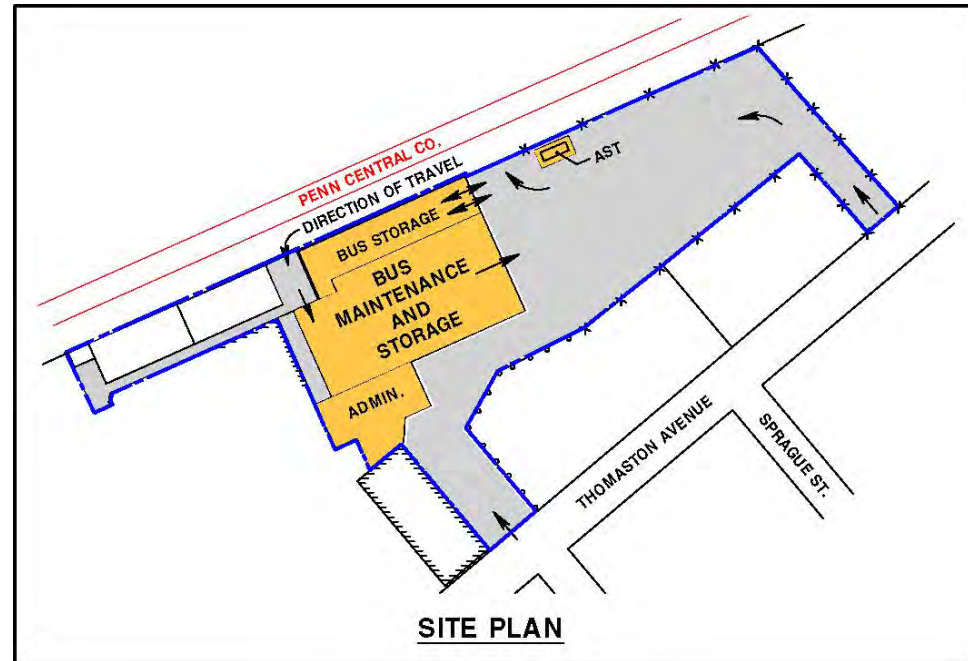 PENN CENTRAL CO.
DIRECTION OF TRAVEL
AST
BUS STORAGE
BUS
MAINTENANCE
AND
STORAGE
ADMIN.
THOMASTON AVENUE
SPRAGUE ST.
SITE PLAN